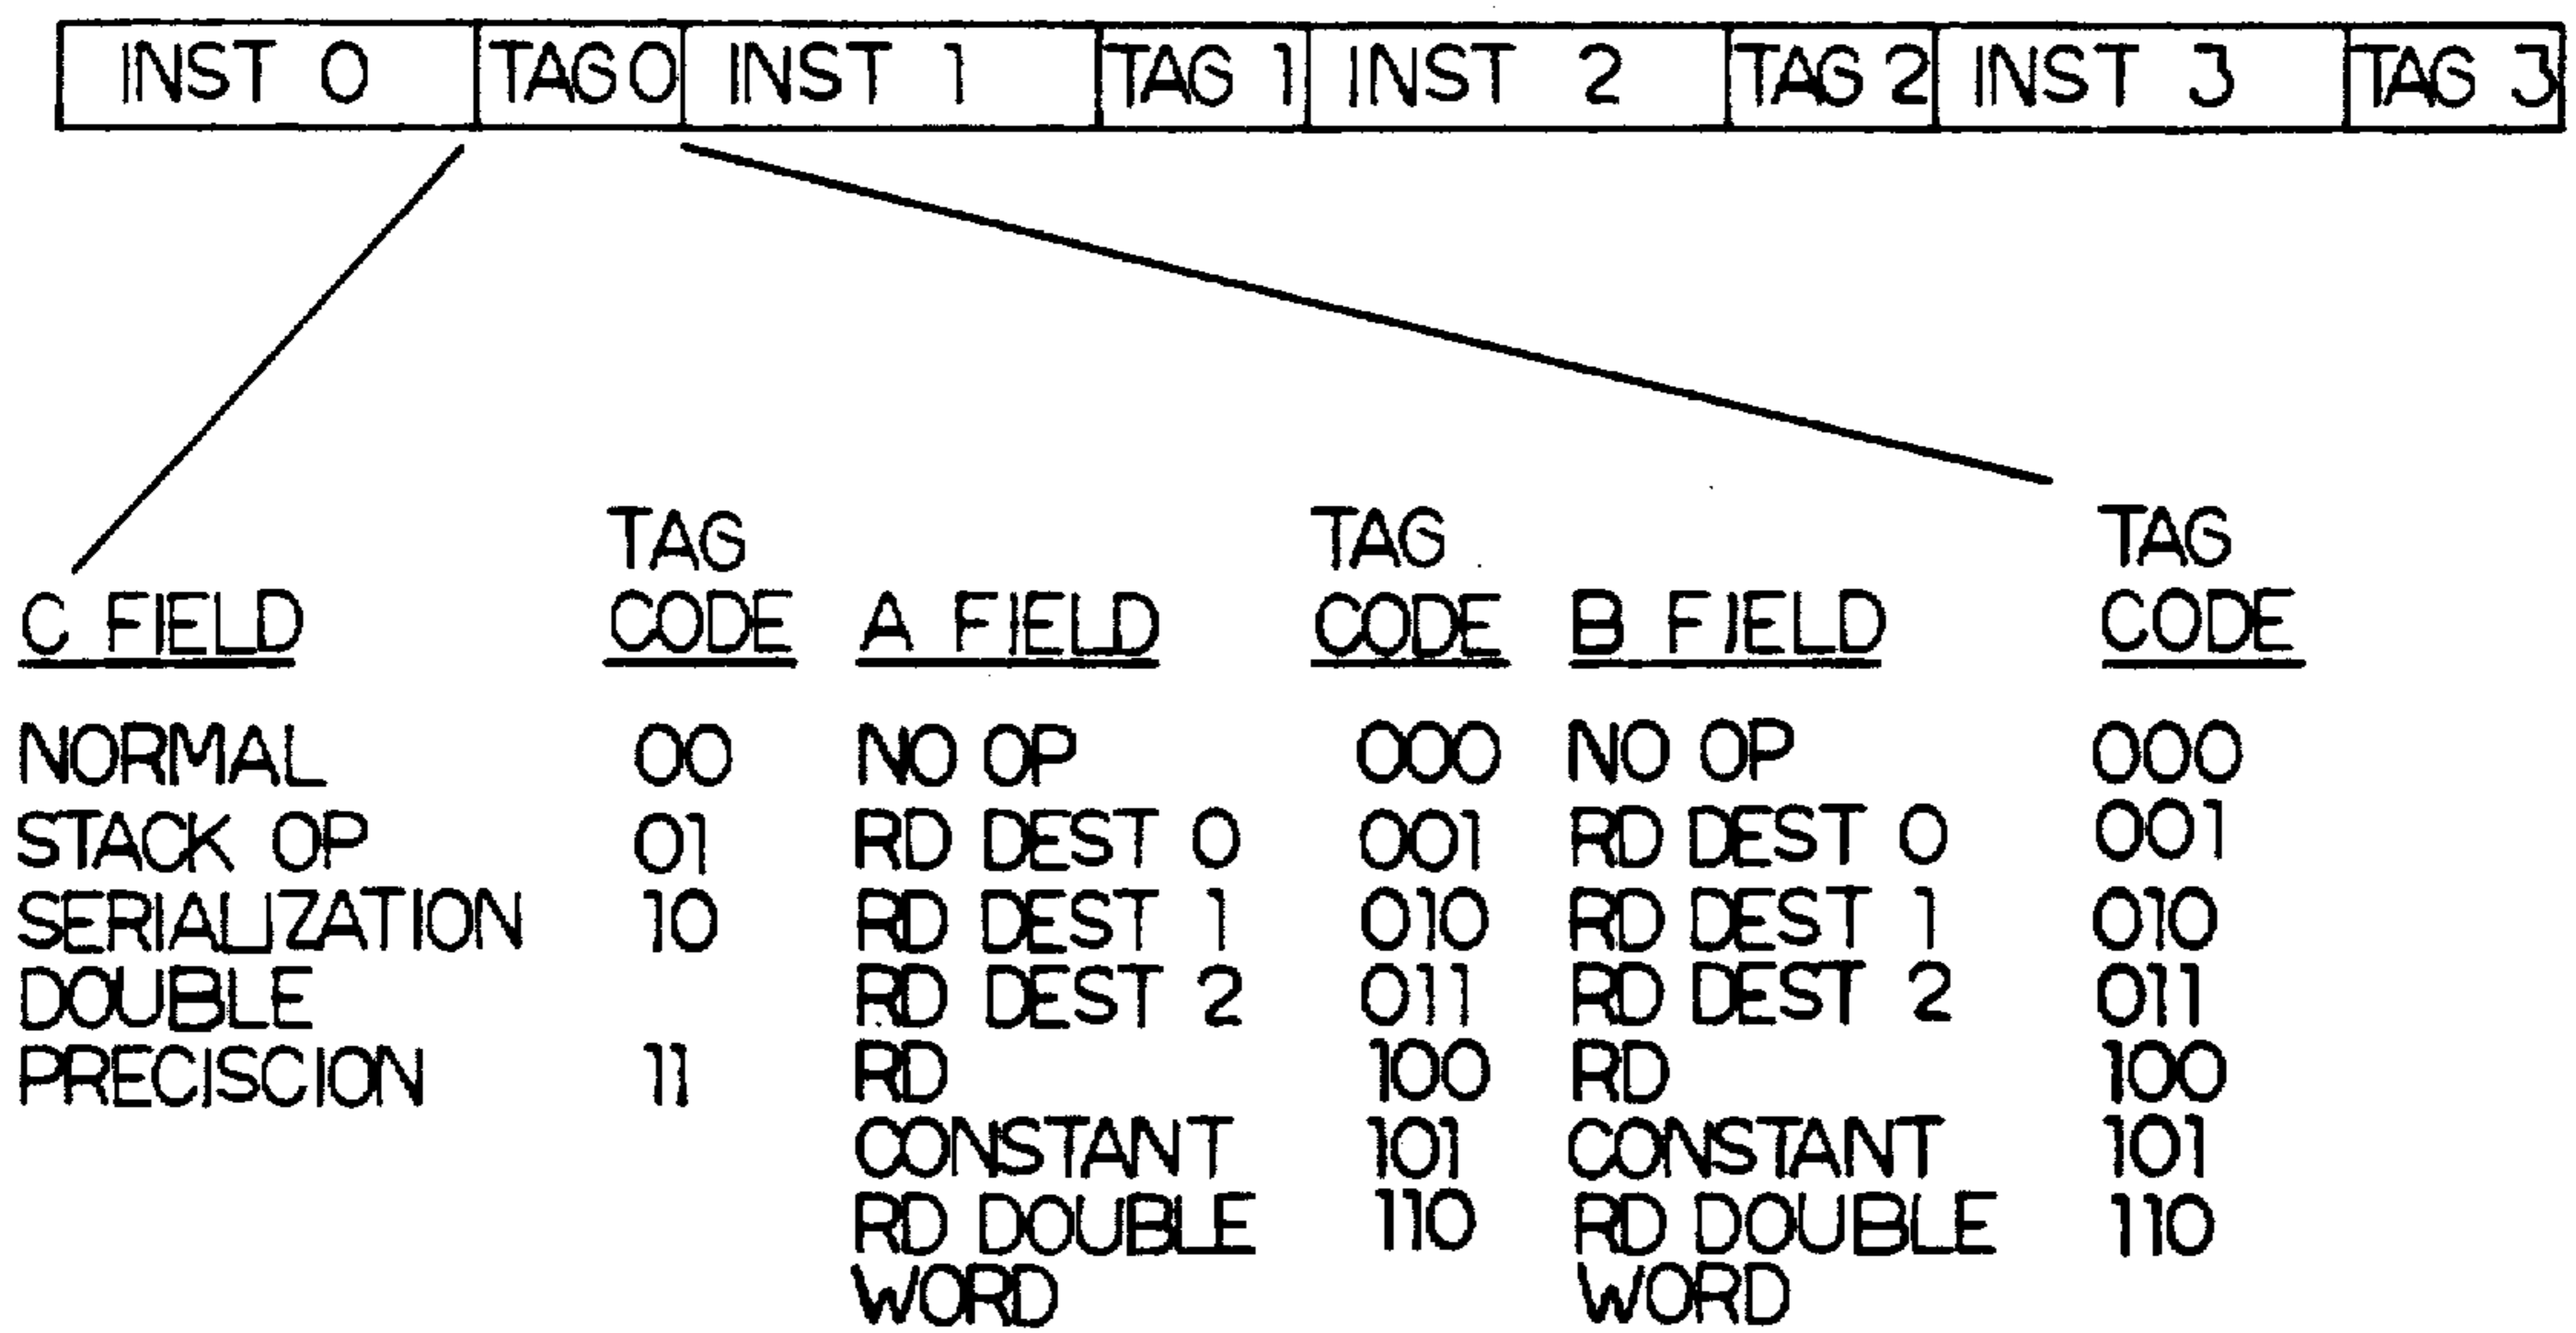 INST 0 TAG 0 INST 1 TAG 1 INST 2 TAG 2 INST 3 TAG 3
TAG TAG TAG
C FIELD CODE A FIELD CODE B FIELD CODE
NORMAL 00 NO OP 000 NO OP 000
STACK OP 01 RD DEST 0 001 RD DEST 0 001
SERIALIZATION 10 RD DEST 1 010 RD DEST 1 010
DOUBLE RD DEST 2 011 RD DEST 2 011
PRECISCION 11 RD 100 RD 100
CONSTANT 101 CONSTANT 101
RD DOUBLE 110 RD DOUBLE 110
WORD WORD